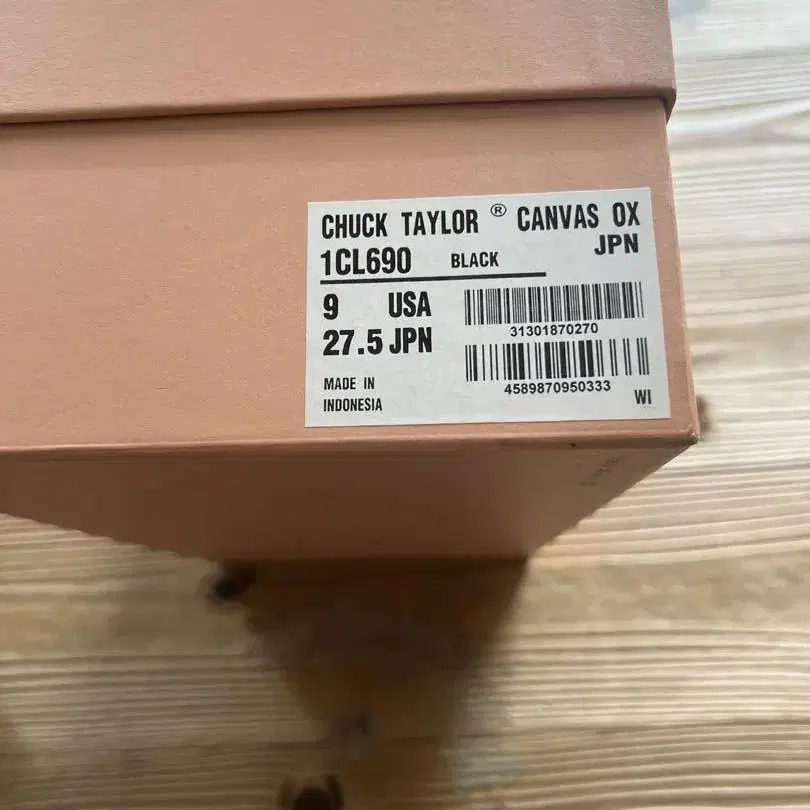 CHUCK TAYLOR ® CANVAS OX
JPN
1CL690 BLACK
9 USA
27.5 JPN
31301870270
4589870950333
MADE IN
INDONESIA
WI